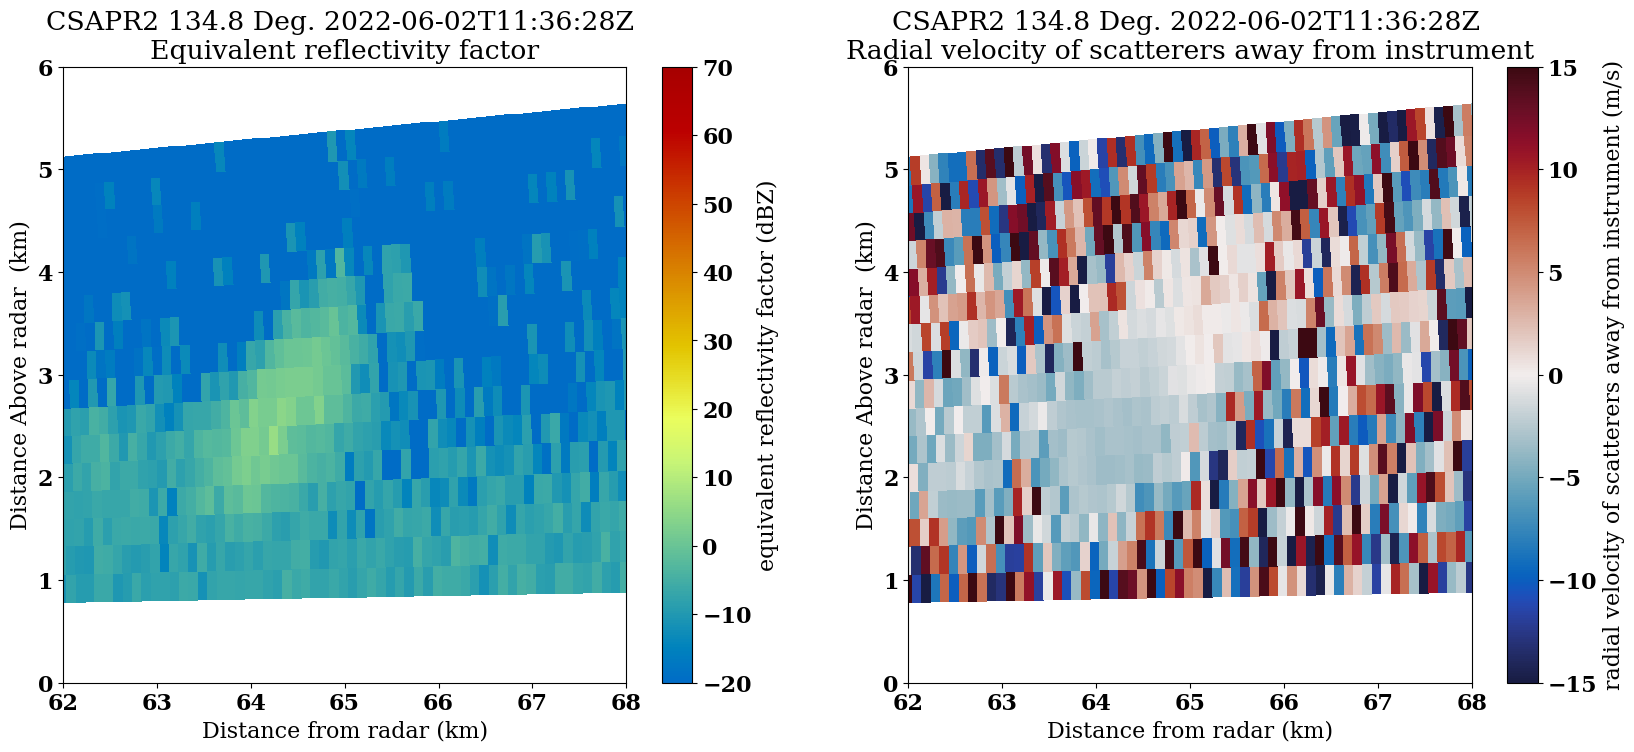 CSAPR2 134.8 Deg. 2022-06-02T11:36:28Z
Equivalent reflectivity factor
6
5
4
3
2
1
0
Distance Above radar  (km)
62 63 64 65 66 67 68
Distance from radar (km)
70
60
50
40
30
20
10
0
−10
−20
equivalent reflectivity factor (dBZ)
CSAPR2 134.8 Deg. 2022-06-02T11:36:28Z
Radial velocity of scatterers away from instrument
6
5
4
3
2
1
0
Distance Above radar  (km)
62 63 64 65 66 67 68
Distance from radar (km)
15
10
5
0
−5
−10
−15
radial velocity of scatterers away from instrument (m/s)